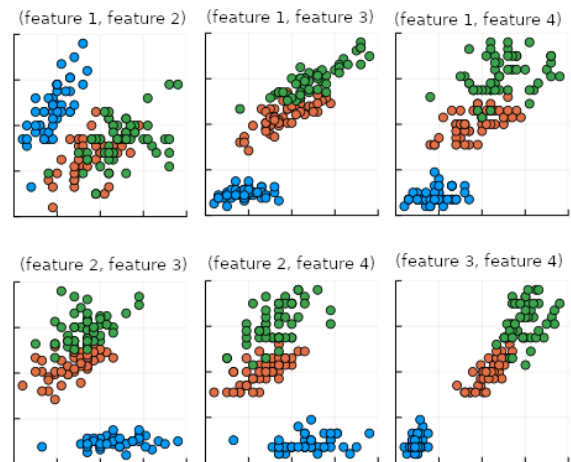 (feature 1, feature 2)
(feature 1, feature 3)
(feature 1, feature 4)
(feature 2, feature 3)
(feature 2, feature 4)
(feature 3, feature 4)